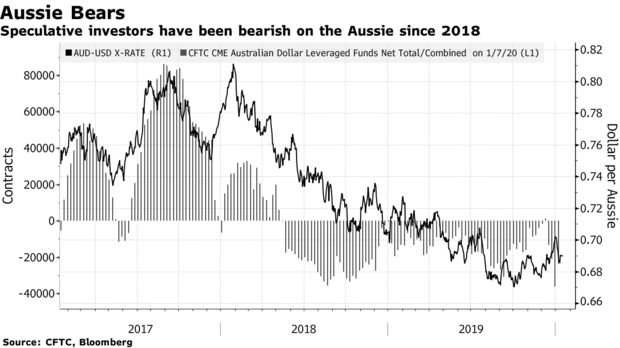 Aussie Bears
Speculative investors have been bearish on the Aussie since 2018
AUD-USD X-RATE (R1) CFTC CME Australian Dollar Leveraged Funds Net Total/Combined on 1/7/20 (L1)
0.82
80000
0.80
60000
0.78
40000
0.76
20000
0.74
0
0.72
-20000
0.70
-40000
0.68
0.66
Contracts
Dollar per Aussie
2017 2018 2019
Source: CFTC, Bloomberg